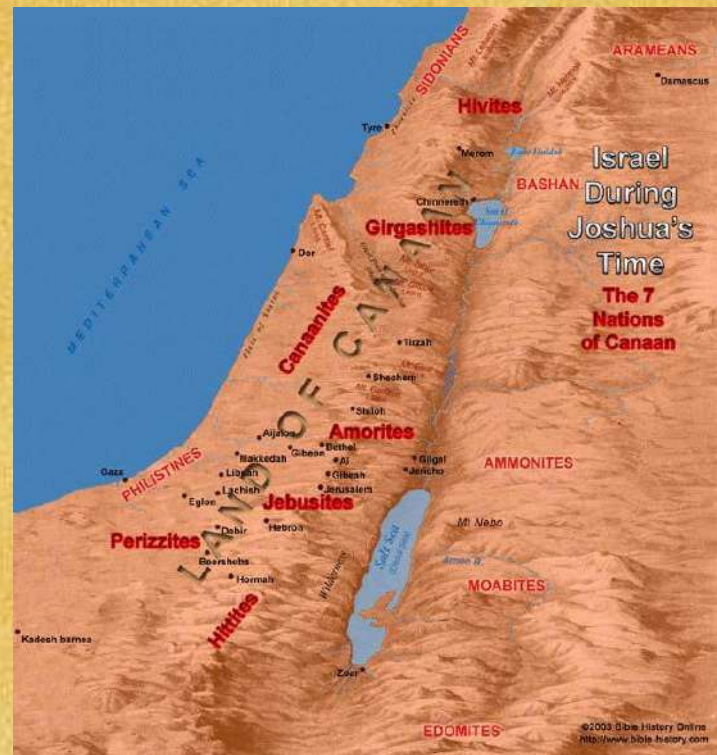 SIDONIANS
ARAMEANS
Damascus
Hivites
Tyre
Merom
Israel
During
Joshua's
Time
The 7
Nations
of Canaan
BASHAN
Chinnereth
Sea of
Girgashites
MEDITERRANEAN SEA
Dor
Canaanites
LAND OF CANAAN
Tirzah
Shechem
Shiloh
Amorites
Aijalon
Bethel
Gibeon
Ai
Gilgal
Makkedah
Jericho
AMMONITES
Gaza
PHILISTINES
Libnah
Gibeah
Lachish
Jerusalem
Eglon
Jebusites
Mt Nebo
Perizzites
Debir
Hebron
Salt Sea
Beersheba
Wilderness
Arnon R.
Hormah
MOABITES
Hittites
Kadesh barnea
Zoar
EDOMITES
©2003 Bible History Online
http://www.bible-history.com